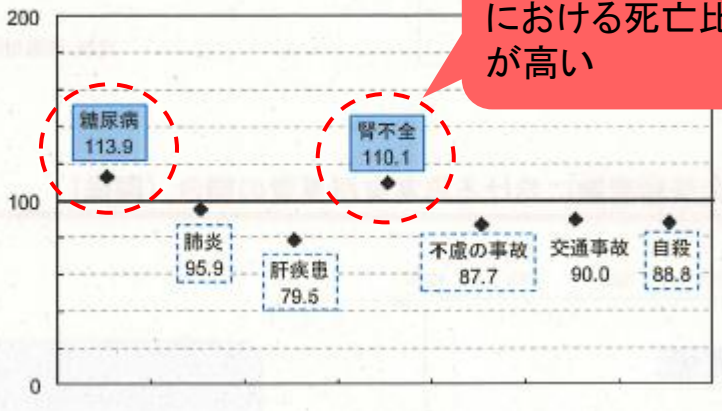 における死亡比
が高い
200
100
0
糖尿病
113.9
肺炎
95.9
肝疾患
79.5
腎不全
110.1
不慮の事故
87.7
交通事故
90.0
自殺
88.8